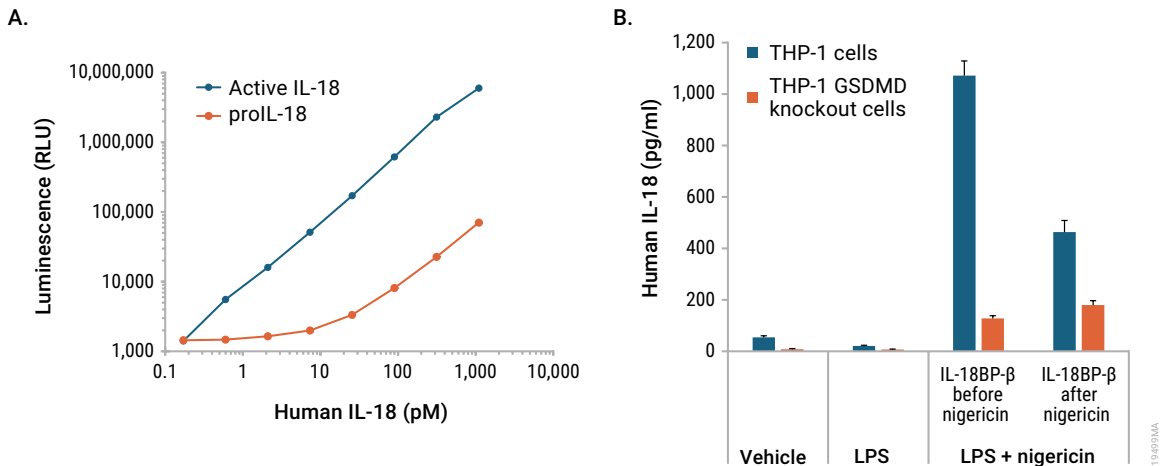 A.
10,000,000
1,000,000
100,000
10,000
1,000
Luminescence (RLU)
Active IL-18
proIL-18
0.1
1
10
100
1,000
10,000
Human IL-18 (pM)
B.
1,200
1,000
800
600
400
200
0
Human IL-18 (pg/ml)
THP-1 cells
THP-1 GSDMD
knockout cells
IL-18BP-β
before
nigericin
IL-18BP-β
after
nigericin
Vehicle
LPS
LPS + nigericin
19499MA